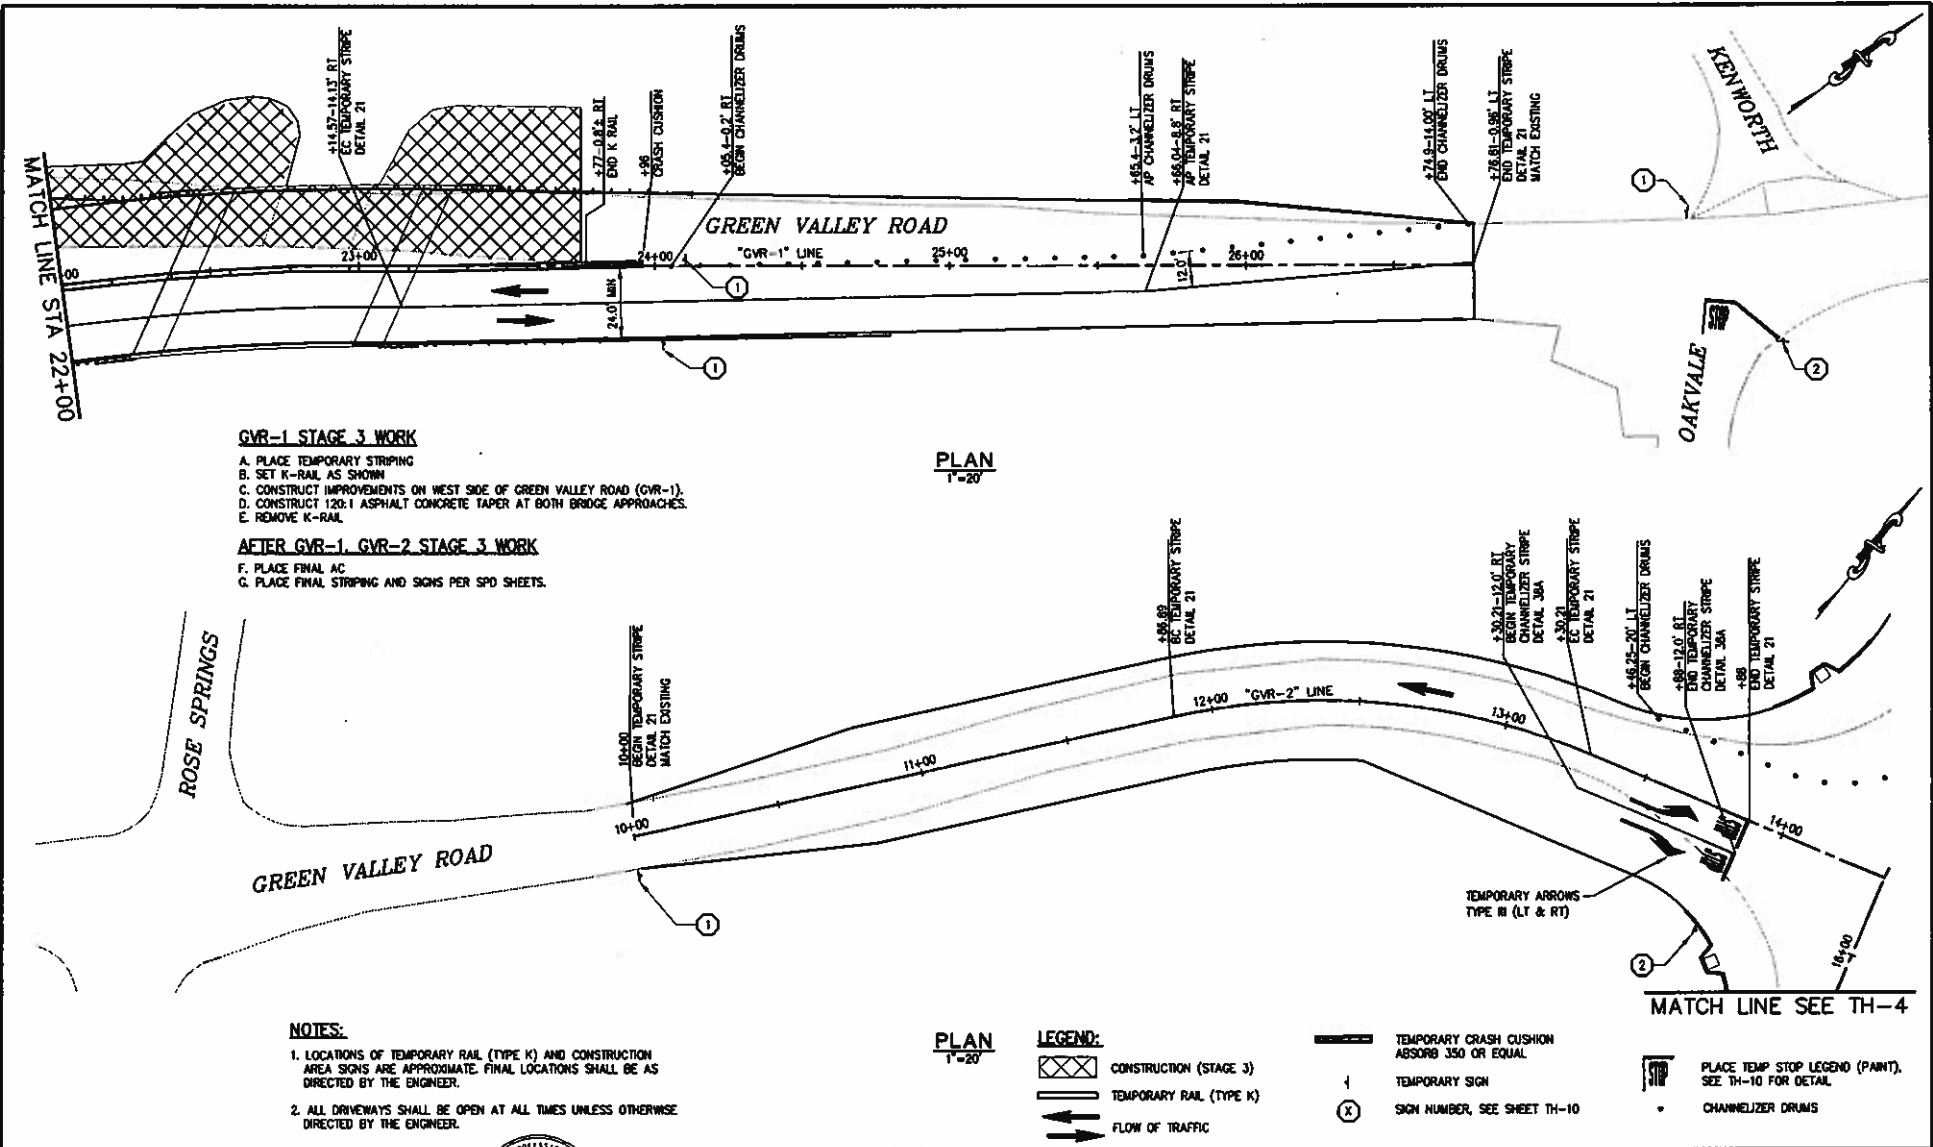 +14.57-14.13' RT
EC TEMPORARY STRIPE
DETAIL 21
+77-0.8'± RT
END K RAIL
+96
CRASH CUSHION
+05.4-0.2' RT
BEGIN CHANNELIZER DRUMS
+65.4-3.2' LT
AP CHANNELIZER DRUMS
+66.04-8.8' RT
AP TEMPORARY STRIPE
DETAIL 21
+74.9-14.00' LT
END CHANNELIZER DRUMS
+76.61-0.96' LT
END TEMPORARY STRIPE
DETAIL 21
MATCH EXISTING
KENWORTH
MATCH LINE STA 22+00
GREEN VALLEY ROAD
"GVR-1" LINE
00
23+00
24+00
25+00
26+00
12.0'
24.0' MIN
1
1
1
2
STOP
OAKVALE
GVR-1 STAGE 3 WORK
A. PLACE TEMPORARY STRIPING
B. SET K-RAIL AS SHOWN
C. CONSTRUCT IMPROVEMENTS ON WEST SIDE OF GREEN VALLEY ROAD (GVR-1).
D. CONSTRUCT 120:1 ASPHALT CONCRETE TAPER AT BOTH BRIDGE APPROACHES.
E. REMOVE K-RAIL
AFTER GVR-1, GVR-2 STAGE 3 WORK
F. PLACE FINAL AC
G. PLACE FINAL STRIPING AND SIGNS PER SPD SHEETS.
PLAN
1"=20'
ROSE SPRINGS
GREEN VALLEY ROAD
10+00
BEGIN TEMPORARY STRIPE
DETAIL 21
MATCH EXISTING
+86.89
BC TEMPORARY STRIPE
DETAIL 21
+30.21-12.0' RT
BEGIN TEMPORARY
CHANNELIZER STRIPE
DETAIL 38A
+30.21
EC TEMPORARY STRIPE
DETAIL 21
+46.25-20' LT
BEGIN CHANNELIZER DRUMS
+88-12.0' RT
END TEMPORARY
CHANNELIZER STRIPE
DETAIL 38A
+88
END TEMPORARY STRIPE
DETAIL 21
10+00
11+00
12+00
"GVR-2" LINE
13+00
14+00
16+00
STOP
STOP
TEMPORARY ARROWS
TYPE III (LT & RT)
1
2
MATCH LINE SEE TH-4
NOTES:
1. LOCATIONS OF TEMPORARY RAIL (TYPE K) AND CONSTRUCTION
AREA SIGNS ARE APPROXIMATE. FINAL LOCATIONS SHALL BE AS
DIRECTED BY THE ENGINEER.
2. ALL DRIVEWAYS SHALL BE OPEN AT ALL TIMES UNLESS OTHERWISE
DIRECTED BY THE ENGINEER.
PLAN
1"=20'
LEGEND:
CONSTRUCTION (STAGE 3)
TEMPORARY RAIL (TYPE K)
FLOW OF TRAFFIC
TEMPORARY CRASH CUSHION
ABSORB 350 OR EQUAL
TEMPORARY SIGN
X
SIGN NUMBER, SEE SHEET TH-10
STOP
PLACE TEMP STOP LEGEND (PAINT).
SEE TH-10 FOR DETAIL
CHANNELIZER DRUMS